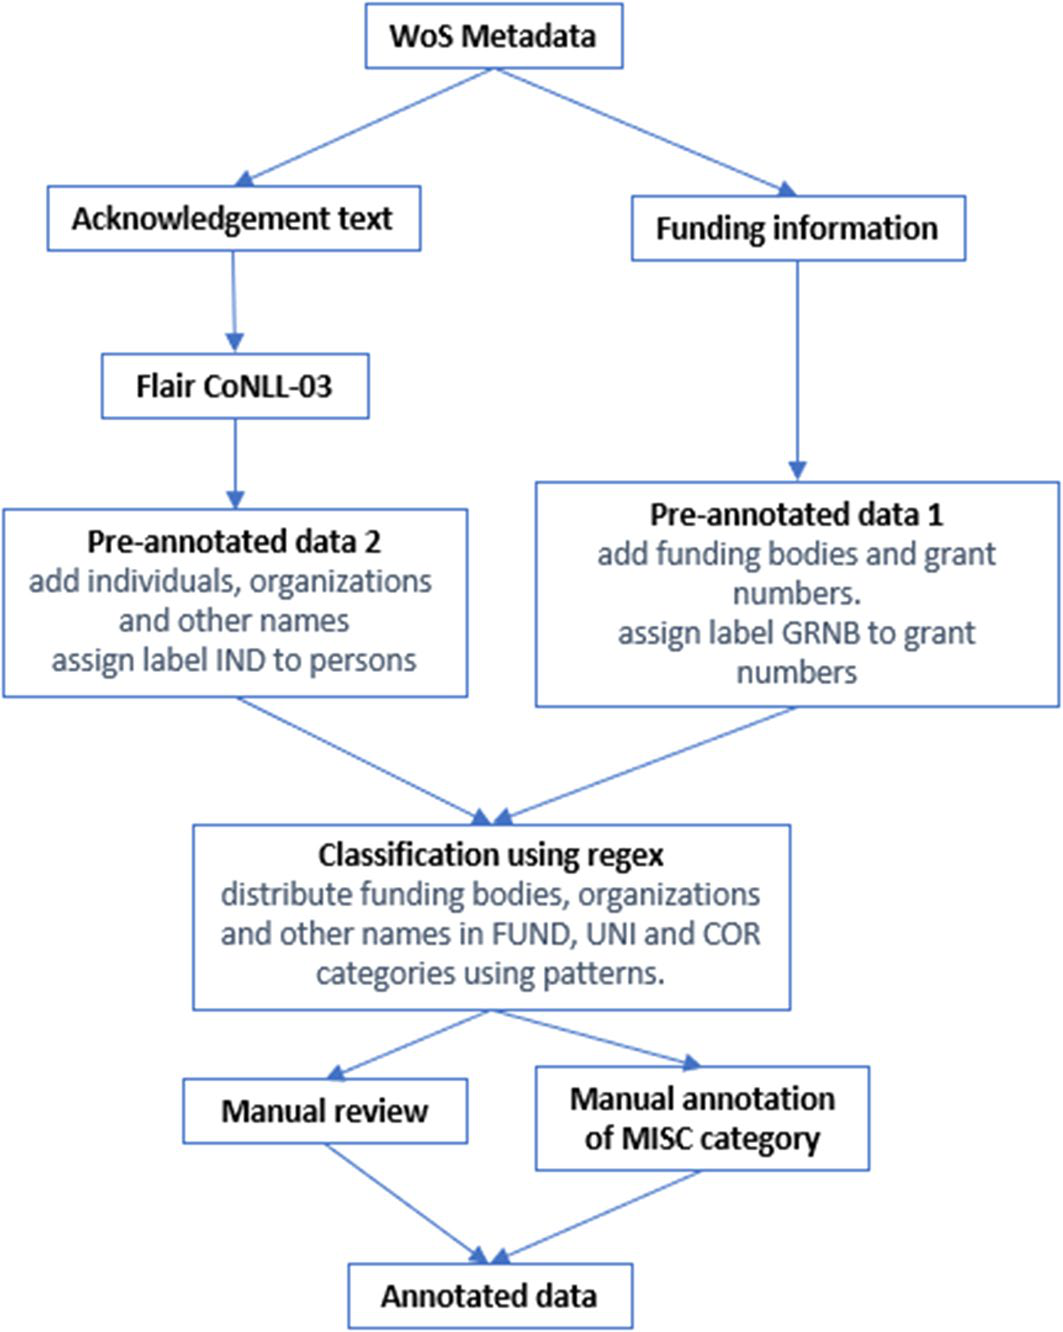 WoS Metadata
Acknowledgement text
Funding information
Flair CoNLL-03
Pre-annotated data 2
add individuals, organizations
and other names
assign label IND to persons
Pre-annotated data 1
add funding bodies and grant
numbers.
assign label GRNB to grant
numbers
Classification using regex
distribute funding bodies, organizations
and other names in FUND, UNI and COR
categories using patterns.
Manual review
Manual annotation
of MISC category
Annotated data